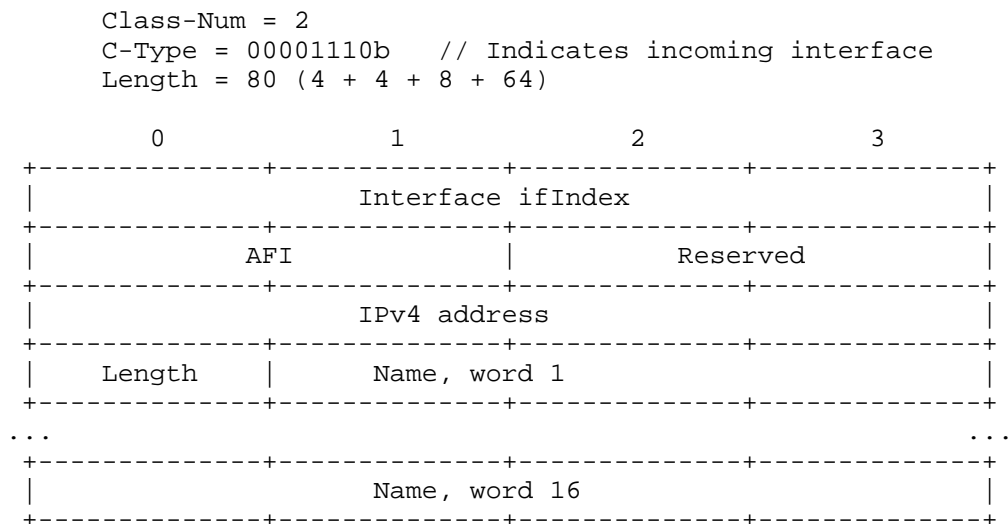 Class-Num = 2
C-Type = 00001110b   // Indicates incoming interface
Length = 80 (4 + 4 + 8 + 64)
0 1 2 3
+--------------+--------------+--------------+--------------+
| Interface ifIndex |
+--------------+--------------+--------------+--------------+
| AFI | Reserved |
+--------------+--------------+--------------+--------------+
| IPv4 address |
+--------------+--------------+--------------+--------------+
| Length | Name, word 1 |
+--------------+--------------+--------------+--------------+
... ...
+--------------+--------------+--------------+--------------+
| Name, word 16 |
+--------------+--------------+--------------+--------------+